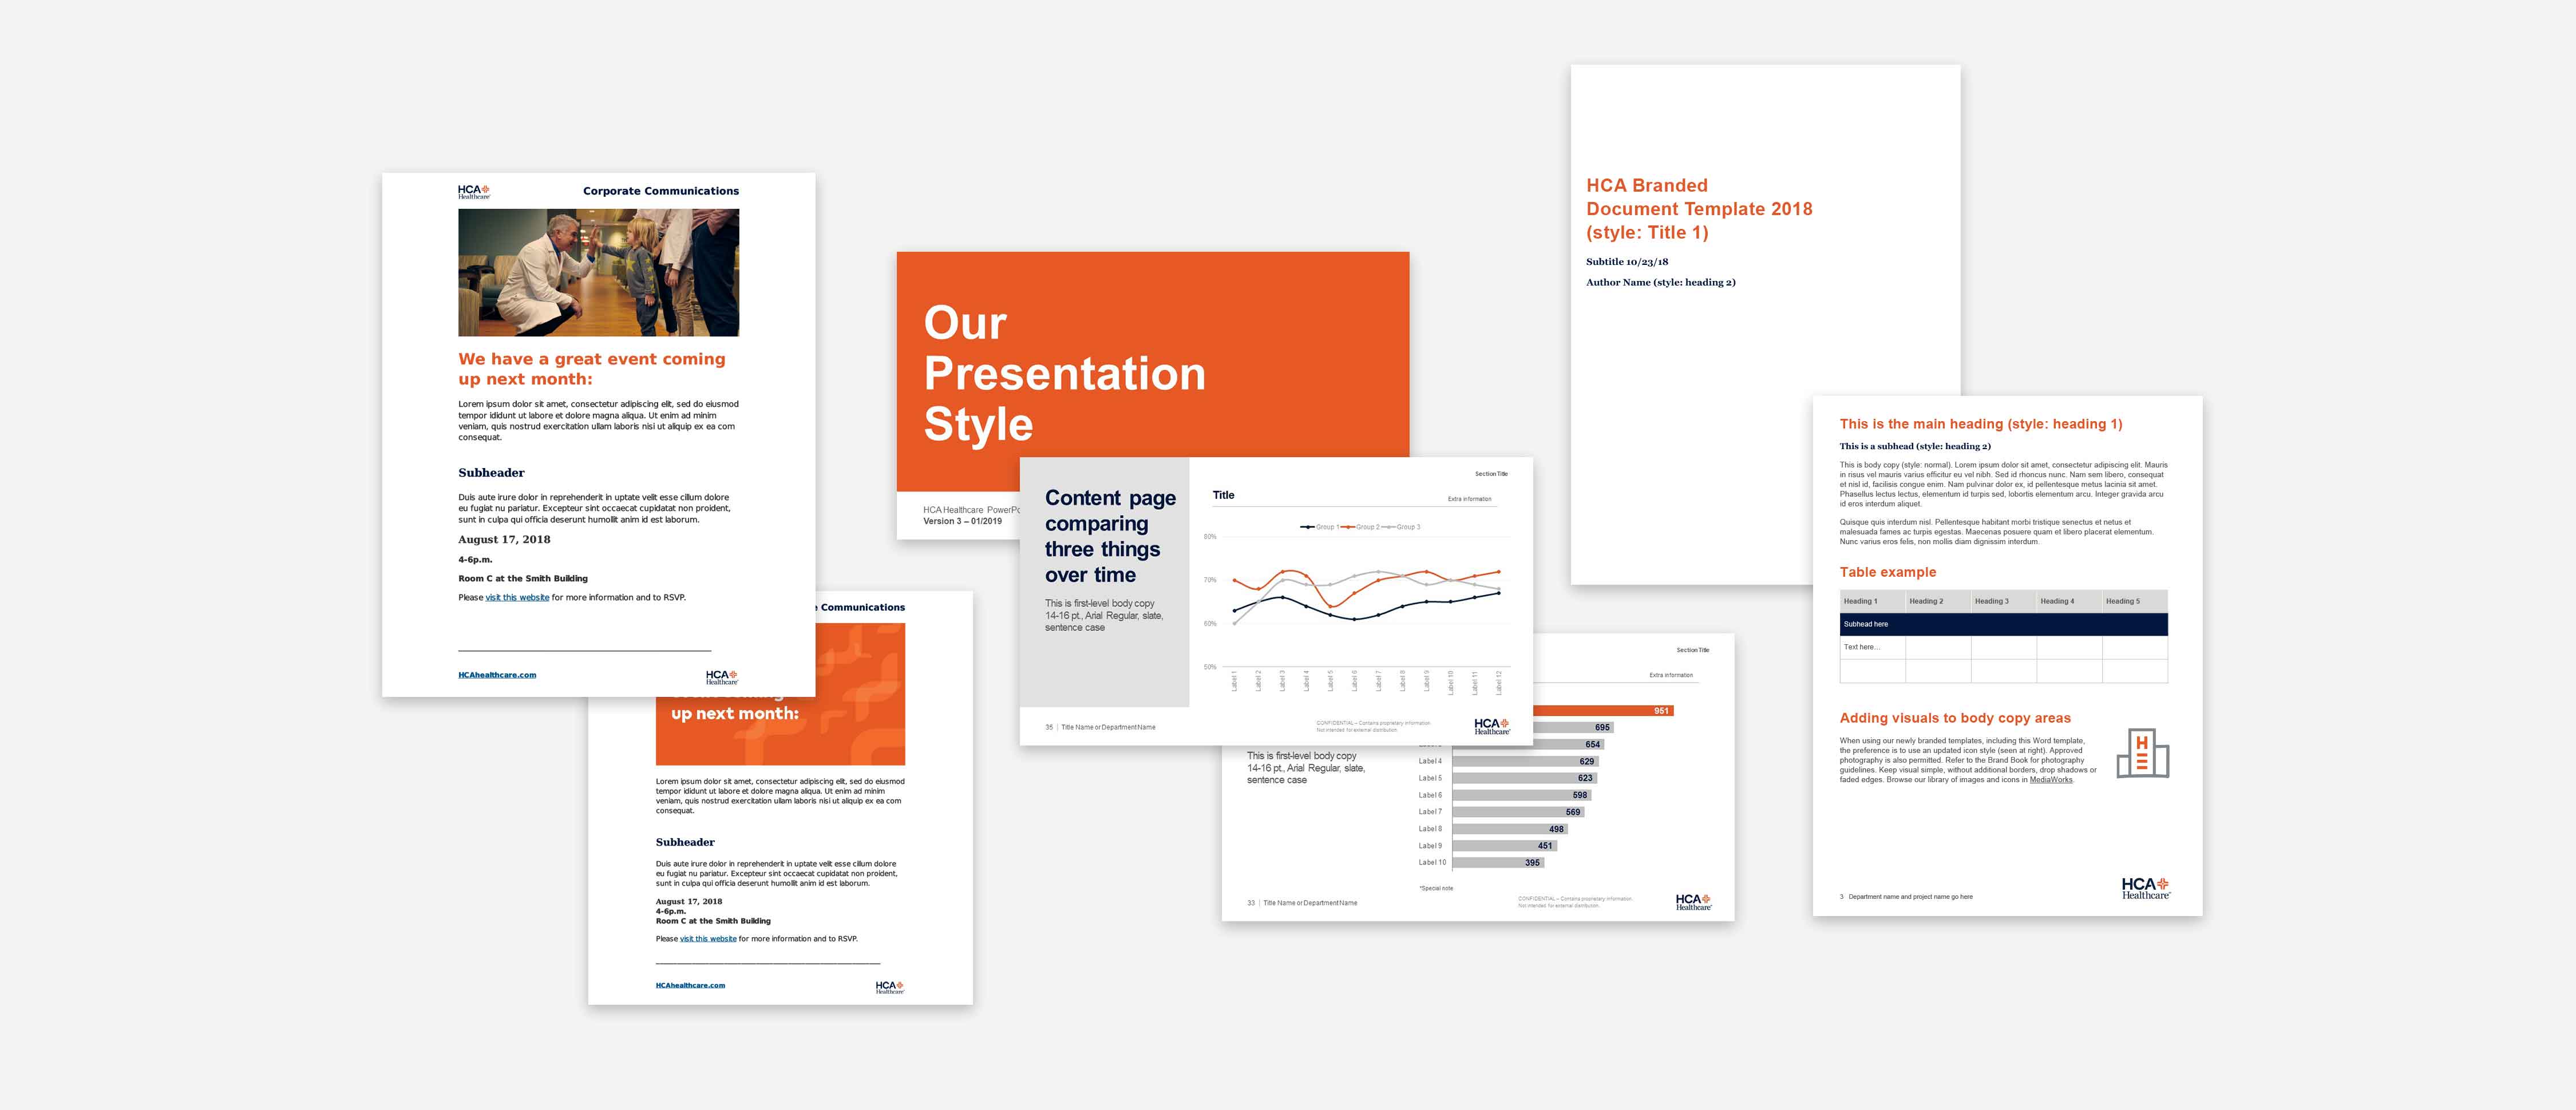 HCA
Healthcare
Corporate Communications
We have a great event coming
up next month:
Lorem ipsum dolor sit amet, consectetur adipiscing elit, sed do eiusmod
tempor ididunt ut labore et dolore magna aliqua. Ut enim ad minim
veniam, quis nostrud exercitation ullam laboris nisi ut aliquip ex ea com
consequat.
Subheader
Duis aute irure dolor in reprehenderit in uptate velit esse cillum dolore
eu fugiat nu pariatur. Excepteur sint occaecat cupidatat non proident,
sunt in culpa qui officia deserunt humollit anim id est laborum.
August 17, 2018
4-6p.m.
Room C at the Smith Building
Please visit this website for more information and to RSVP.
HCAhealthcare.com
HCA
Healthcare
Communications
up next month:
Lorem ipsum dolor sit amet, consectetur adipiscing elit, sed do eiusmod
tempor ididunt ut labore et dolore magna aliqua. Ut enim ad minim
veniam, quis nostrud exercitation ullam laboris nisi ut aliquip ex ea com
consequat.
Subheader
Duis aute irure dolor in reprehenderit in uptate velit esse cillum dolore
eu fugiat nu pariatur. Excepteur sint occaecat cupidatat non proident,
sunt in culpa qui officia deserunt humollit anim id est laborum.
August 17, 2018
4-6p.m.
Room C at the Smith Building
Please visit this website for more information and to RSVP.
HCAhealthcare.com
HCA
Healthcare
Our
Presentation
Style
HCA Healthcare
Version 3 – 01/2019
Section Title
Content page
comparing
three things
over time
This is first-level body copy
14-16 pt., Arial Regular, slate,
sentence case
Title
Extra information
Group 1 Group 2 Group 3
80%
70%
60%
50%
Label 1 Label 2 Label 3 Label 4 Label 5 Label 6 Label 7 Label 8 Label 9 Label 10 Label 11 Label 12
35 | Title Name or Department Name
CONFIDENTIAL – Contains proprietary information.
Not intended for external distribution.
HCA
Healthcare
Section Title
Extra information
This is first-level body copy
14-16 pt., Arial Regular, slate,
sentence case
951
695
654
Label 4 629
Label 5 623
Label 6 598
Label 7 569
Label 8 498
Label 9 451
Label 10 395
*Special note
33 | Title Name or Department Name
CONFIDENTIAL – Contains proprietary information.
Not intended for external distribution.
HCA
Healthcare
HCA Branded
Document Template 2018
(style: Title 1)
Subtitle 10/23/18
Author Name (style: heading 2)
This is the main heading (style: heading 1)
This is a subhead (style: heading 2)
This is body copy (style: normal). Lorem ipsum dolor sit amet, consectetur adipiscing elit. Mauris
in risus vel mauris varius efficitur eu vel nibh. Sed id rhoncus nunc. Nam sem libero, consequat
et nisl id, facilisis congue enim. Nam pulvinar dolor ex, id pellentesque metus lacinia sit amet.
Phasellus lectus lectus, elementum id turpis sed, lobortis elementum arcu. Integer gravida arcu
id eros interdum aliquet.
Quisque quis interdum nisl. Pellentesque habitant morbi tristique senectus et netus et
malesuada fames ac turpis egestas. Maecenas posuere quam et libero placerat elementum.
Nunc varius eros felis, non mollis diam dignissim interdum.
Table example
Heading 1 Heading 2 Heading 3 Heading 4 Heading 5
Subhead here
Text here...
Adding visuals to body copy areas
When using our newly branded templates, including this Word template,
the preference is to use an updated icon style (seen at right). Approved
photography is also permitted. Refer to the Brand Book for photography
guidelines. Keep visual simple, without additional borders, drop shadows or
faded edges. Browse our library of images and icons in MediaWorks.
H
3 Department name and project name go here
HCA
Healthcare